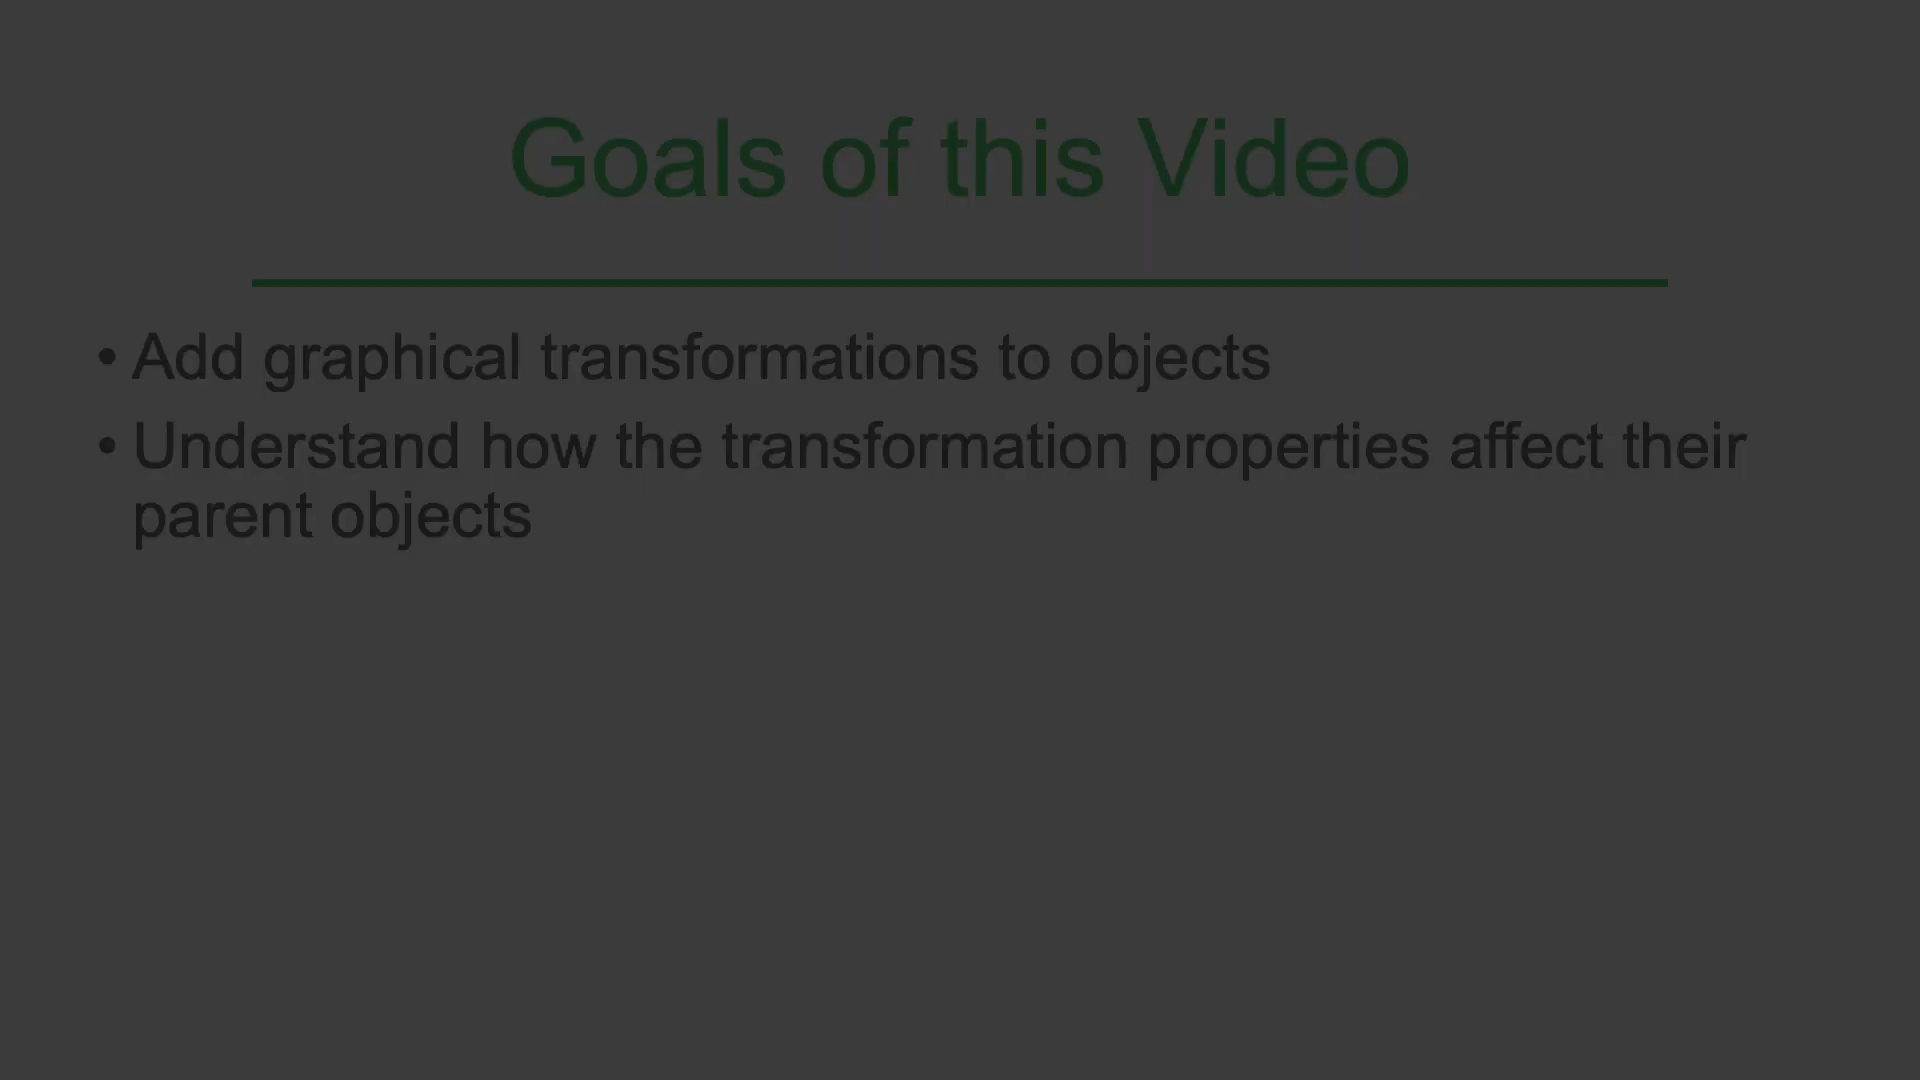 Goals of this Video
• Add graphical transformations to objects
• Understand how the transformation properties affect their
parent objects